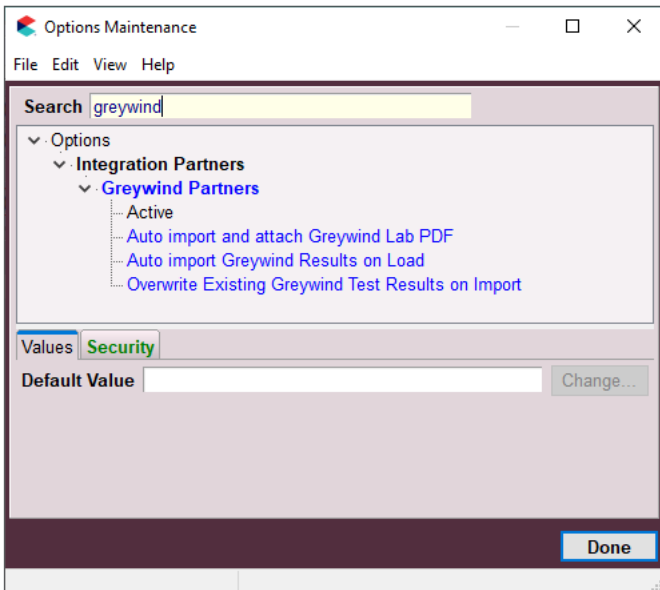 Options Maintenance
File Edit View Help
Search greywind
Options
Integration Partners
Greywind Partners
Active
Auto import and attach Greywind Lab PDF
Auto import Greywind Results on Load
Overwrite Existing Greywind Test Results on Import
Values Security
Default Value Change...
Done